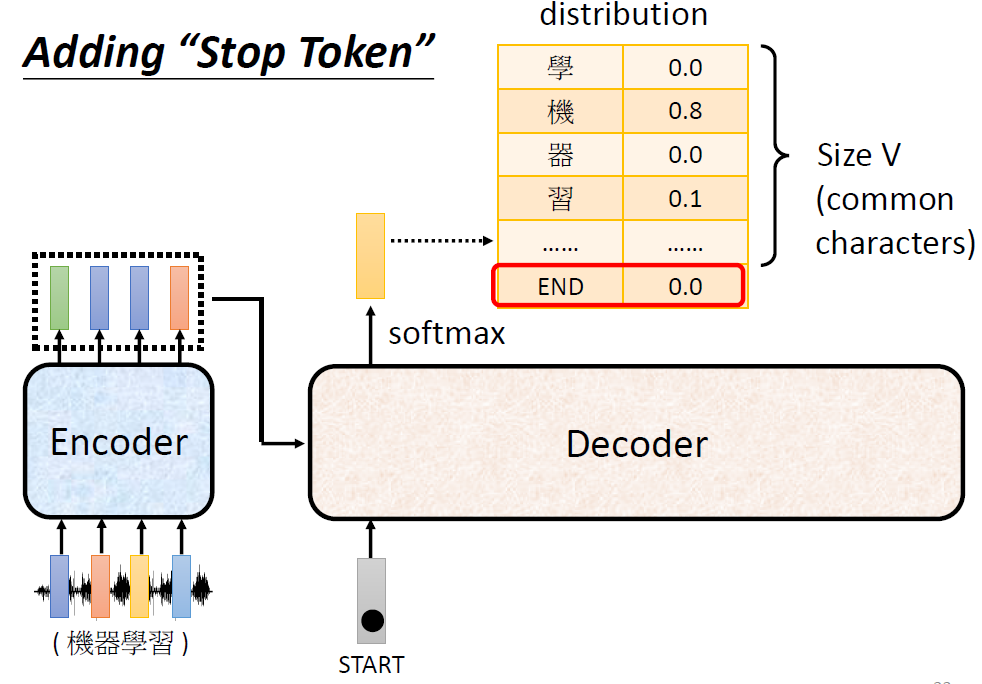 Adding “Stop Token”
distribution
學 0.0
機 0.8
器 0.0
習 0.1
…… ……
END 0.0
Size V
(common
characters)
softmax
Encoder
Decoder
( 機器學習 )
START